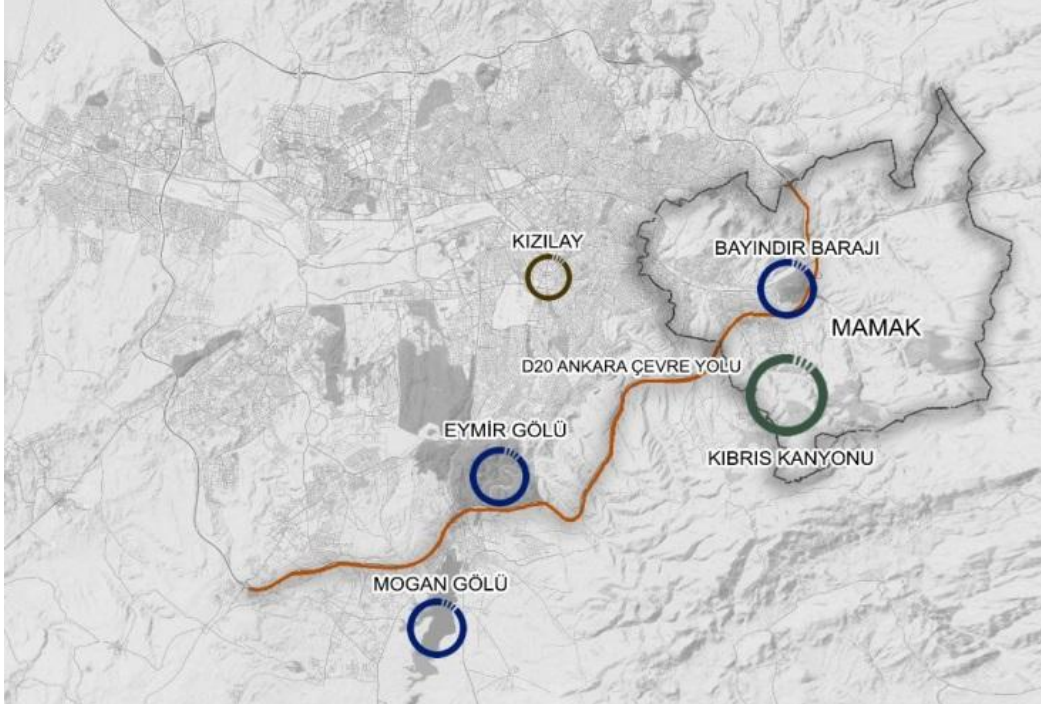 KIZILAY
BAYINDIR BARAJI
MAMAK
D20 ANKARA ÇEVRE YOLU
EYMİR GÖLÜ
KIBRIS KANYONU
MOGAN GÖLÜ